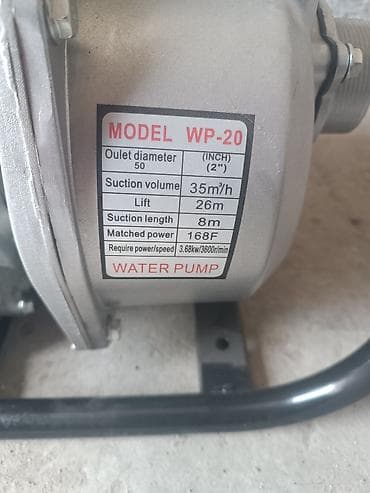 MODEL WP-20
Oulet diameter 50 (INCH) (2")
Suction volume 35m³/h
Lift 26m
Suction length 8m
Matched power 168F
Require power/speed 3.68kw/3600r/min
WATER PUMP